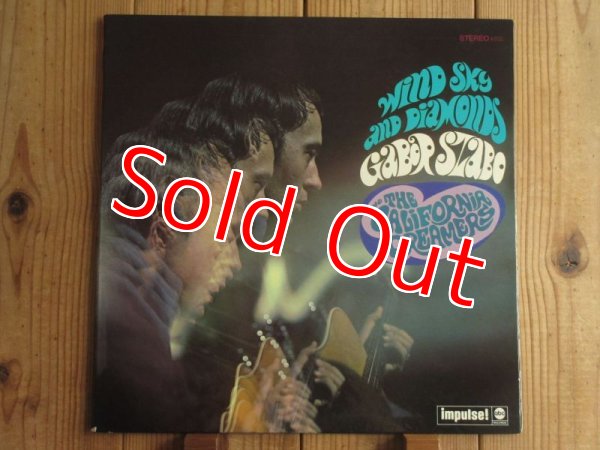 STEREO
WIND SKY
AND DIAMONDS
GABOR SZABO
THE
CALIFORNIA
DREAMERS
Sold Out
impulse!
abc